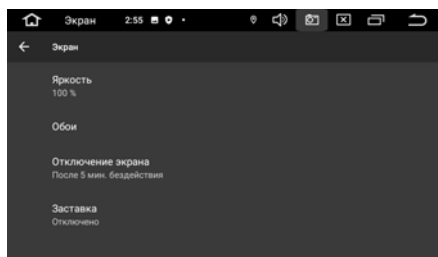 Экран 2:55
Экран
Яркость
100 %
Обои
Отключение экрана
После 5 мин. бездействия
Заставка
Отключено